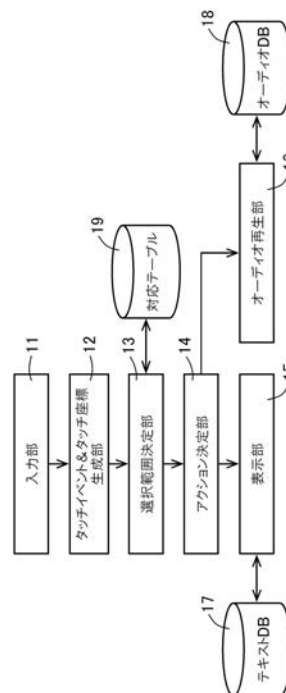 11
入力部
12
タッチイベント&タッチ座標
生成部
13
選択範囲決定部
19
対応テーブル
14
アクション決定部
15
表示部
17
テキストDB
オーディオ再生部
18
オーディオDB